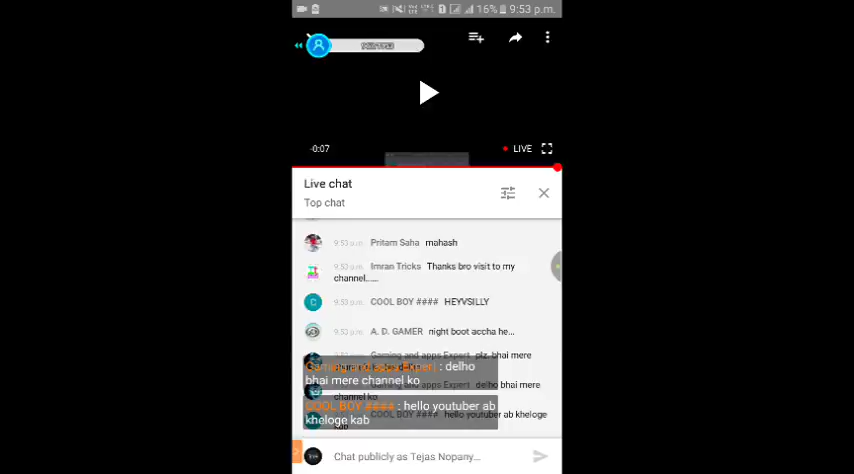 16% 9:53 p.m.
-0:07 LIVE
Live chat
Top chat
9:53 p.m. Pritam Saha mahash
9:53 p.m. Imran Tricks Thanks bro visit to my
channel......
9:53 p.m. COOL BOY #### HEYVSILLY
9:53 p.m. A. D. GAMER night boot accha he...
Gaming and apps Expert plz. bhai mere
Gaming and apps Expert : delho
bhai mere channel ko
Gaming and apps Expert delho bhai mere
channel ko
COOL BOY #### : hello youtuber ab
kheloge kab
COOL BOY #### hello youtuber ab kheloge
kab
Chat publicly as Tejas Nopany...